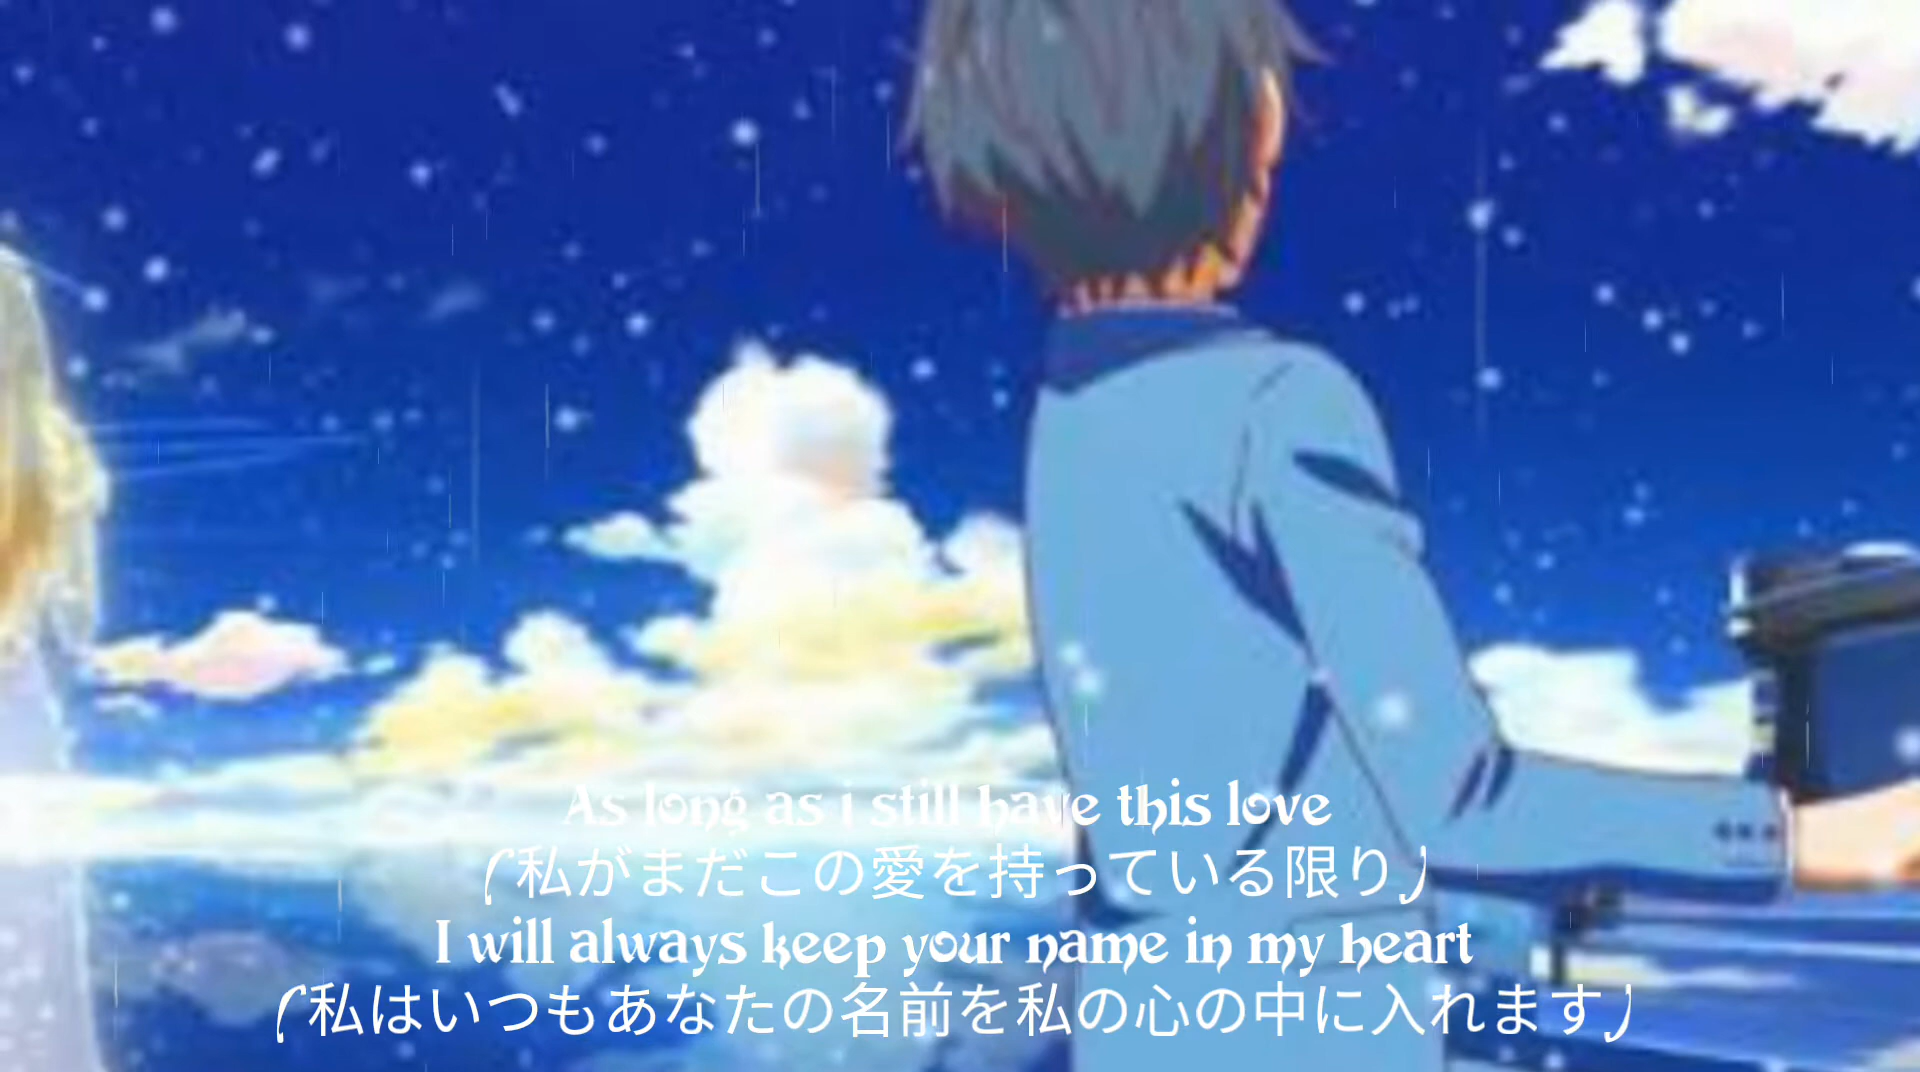 As long as i still have this love
(私がまだこの愛を持っている限り)
I will always keep your name in my heart
(私はいつもあなたの名前を私の心の中に入れます)